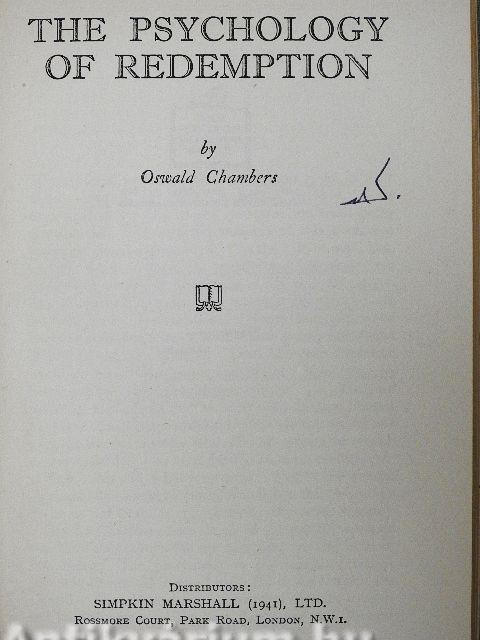 THE PSYCHOLOGY
OF REDEMPTION
by
Oswald Chambers
DISTRIBUTORS:
SIMPKIN MARSHALL (1941), LTD.
ROSSMORE COURT, PARK ROAD, LONDON, N.W.1.